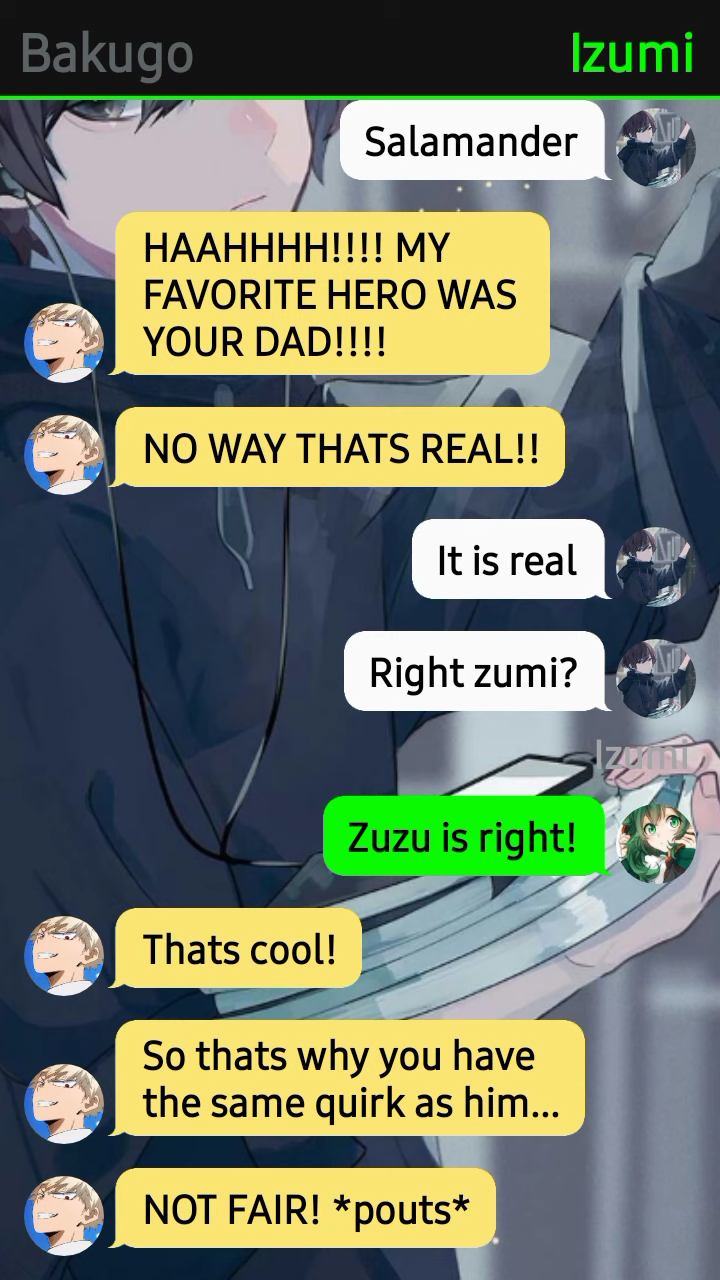 Bakugo
Izumi
Salamander
HAAHHHH!!!! MY
FAVORITE HERO WAS
YOUR DAD!!!!
NO WAY THATS REAL!!
It is real
Right zumi?
Izumi
Zuzu is right!
Thats cool!
So thats why you have
the same quirk as him...
NOT FAIR! *pouts*